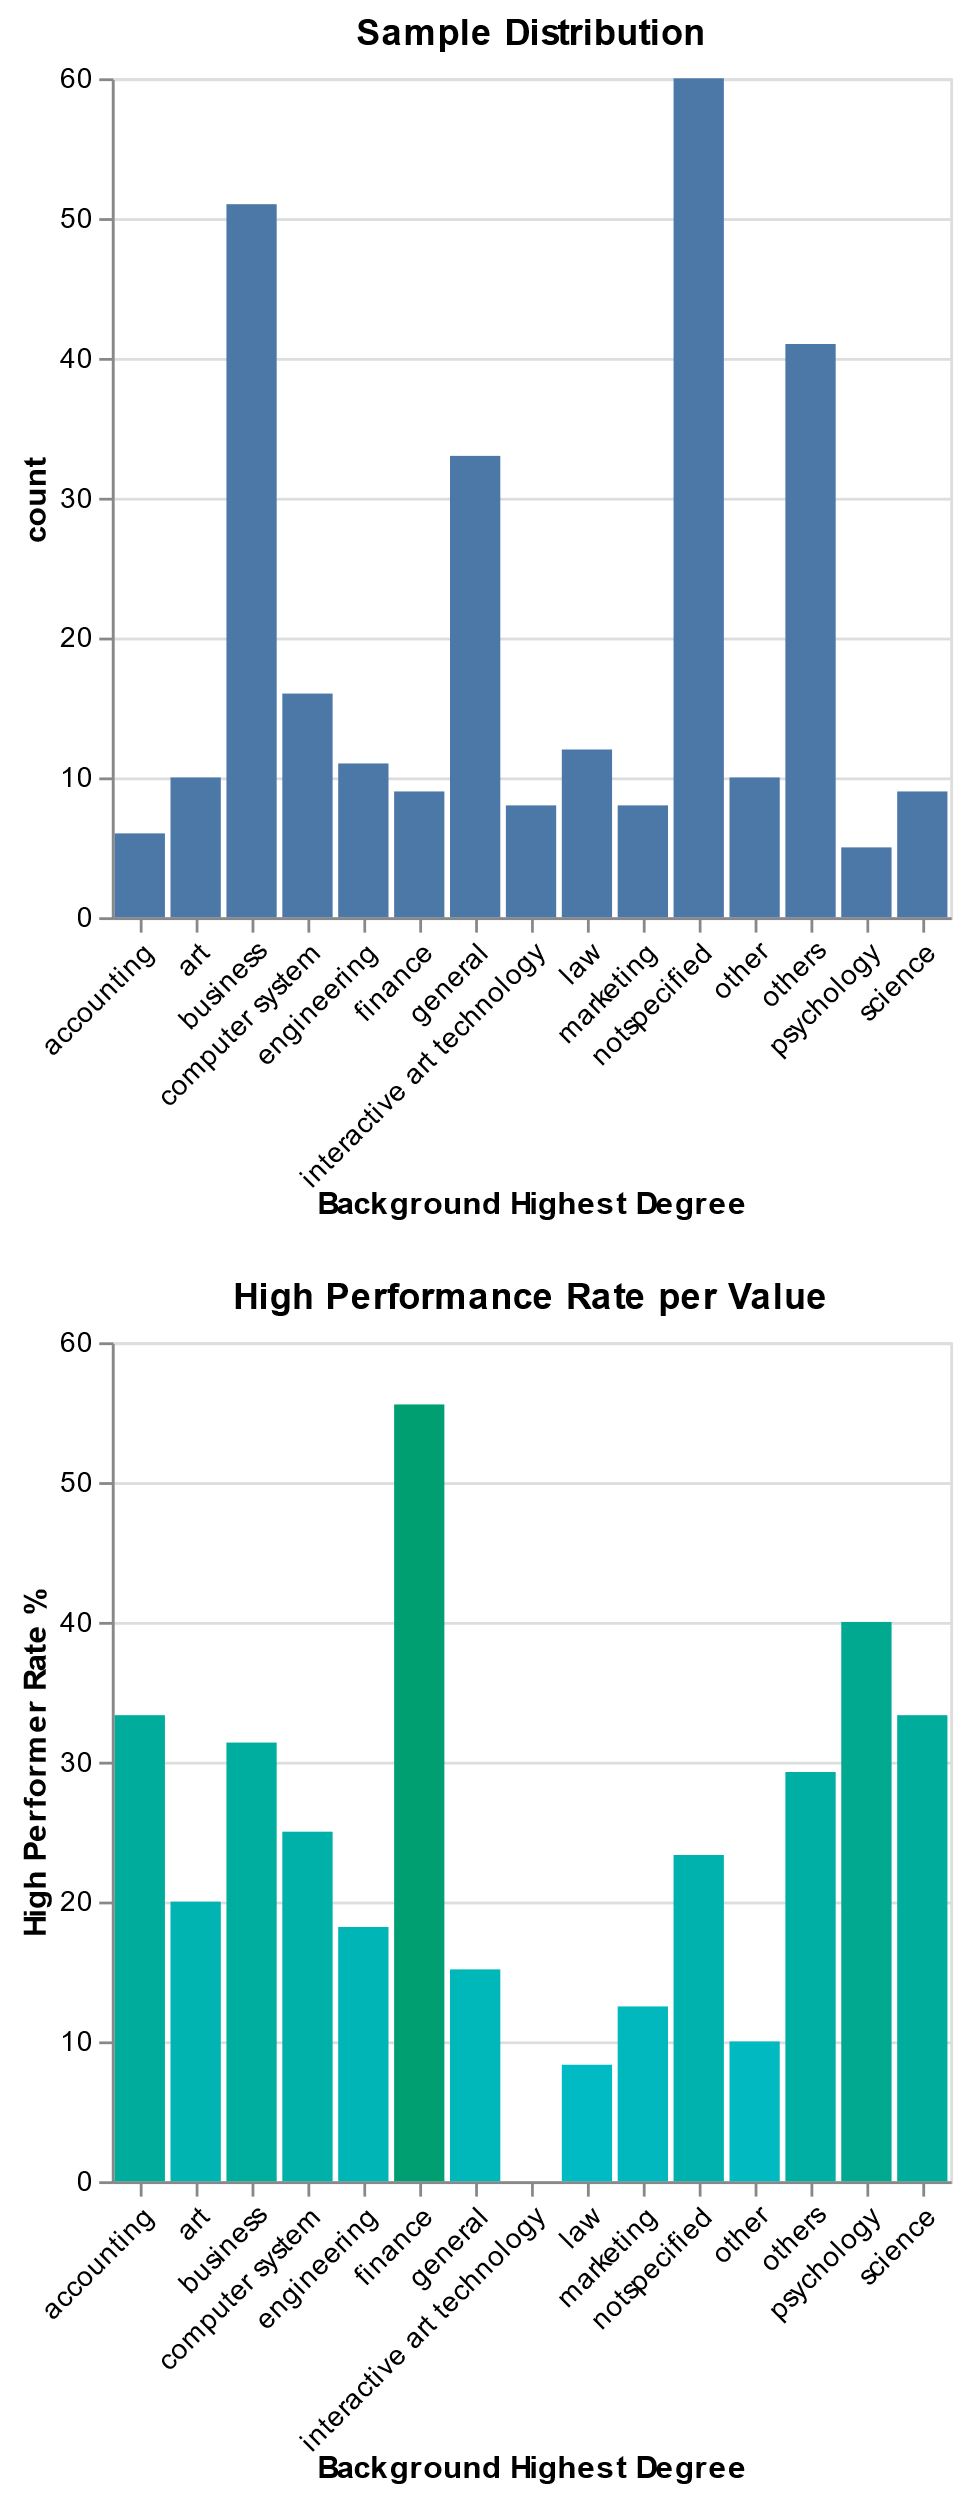 Sample Distribution
60
50
40
30
20
10
0
count
accounting
art
business
computer system
engineering
finance
general
interactive art technology
law
marketing
notspecified
other
others
psychology
science
Background Highest Degree
High Performance Rate per Value
60
50
40
30
20
10
0
High Performer Rate %
accounting
art
business
computer system
engineering
finance
general
interactive art technology
law
marketing
notspecified
other
others
psychology
science
Background Highest Degree